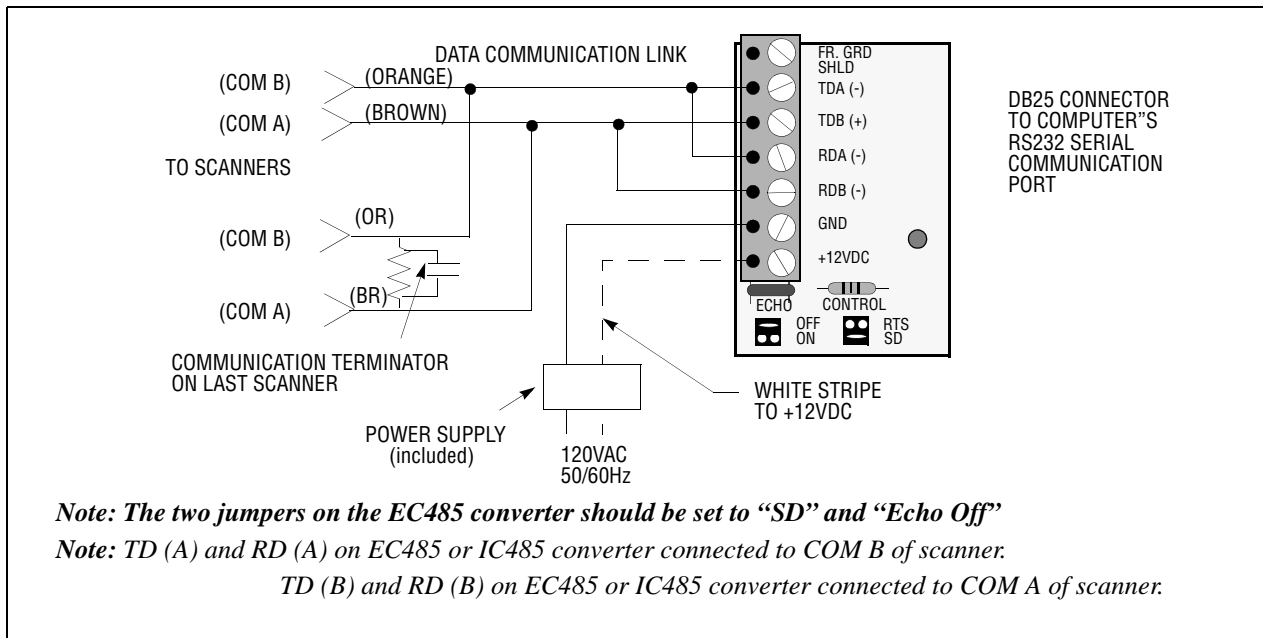 DATA COMMUNICATION LINK
(COM B)
(ORANGE)
(COM A)
(BROWN)
TO SCANNERS
(COM B)
(OR)
(COM A)
(BR)
COMMUNICATION TERMINATOR
ON LAST SCANNER
POWER SUPPLY
(included)
120VAC
50/60Hz
WHITE STRIPE
TO +12VDC
FR. GRD
SHLD
TDA (-)
TDB (+)
RDA (-)
RDB (-)
GND
+12VDC
ECHO
CONTROL
OFF
ON
RTS
SD
DB25 CONNECTOR
TO COMPUTER"S
RS232 SERIAL
COMMUNICATION
PORT
Note: The two jumpers on the EC485 converter should be set to “SD” and “Echo Off”
Note: TD (A) and RD (A) on EC485 or IC485 converter connected to COM B of scanner.
TD (B) and RD (B) on EC485 or IC485 converter connected to COM A of scanner.